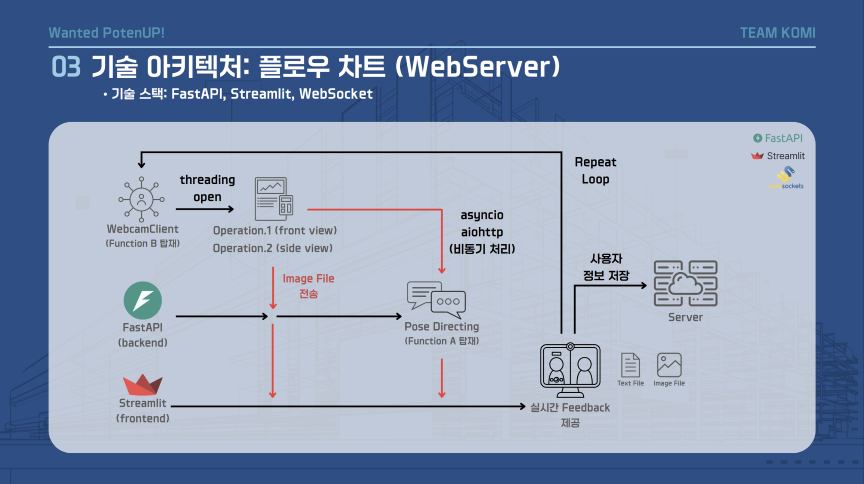 Wanted PotenUP!
TEAM KOMI
03 기술 아키텍처: 플로우 차트 (WebServer)
• 기술 스택: FastAPI, Streamlit, WebSocket
FastAPI
Streamlit
sockets
Repeat
Loop
threading
open
WebcamClient
(Function B 탑재)
Operation.1 (front view)
Operation.2 (side view)
asyncio
aiohttp
(비동기 처리)
Image File
전송
사용자
정보 저장
Server
FastAPI
(backend)
Pose Directing
(Function A 탑재)
Text File
Image File
Streamlit
(frontend)
실시간 Feedback
제공